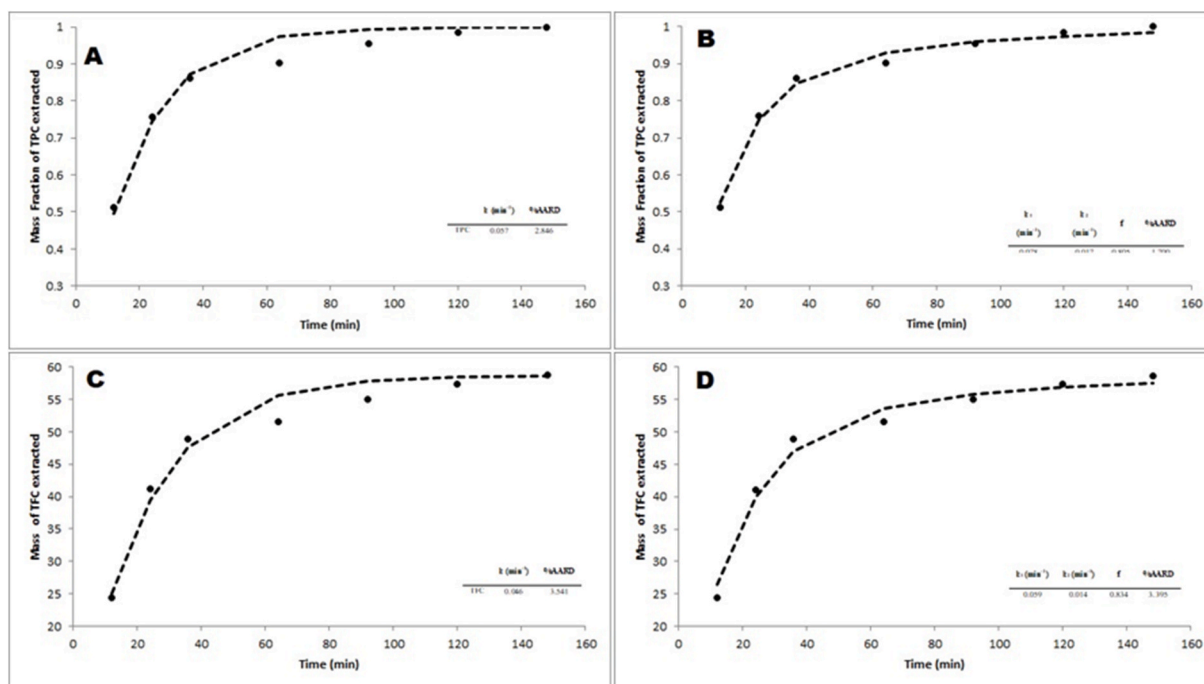 A
Mass Fraction of TPC extracted
1
0.9
0.8
0.7
0.6
0.5
0.4
0.3
0 20 40 60 80 100 120 140 160
Time (min)
k (min⁻¹) %AARD
TPC 0.057 2.846
B
Mass Fraction of TPC extracted
1
0.9
0.8
0.7
0.6
0.5
0.4
0.3
0 20 40 60 80 100 120 140 160
Time (min)
f %AARD
(min⁻¹) (min⁻¹)
C
Mass of TFC extracted
60
55
50
45
40
35
30
25
20
0 20 40 60 80 100 120 140 160
Time (min)
k (min⁻¹) %AARD
TFC 0.046 3.541
D
Mass of TFC extracted
60
55
50
45
40
35
30
25
20
0 20 40 60 80 100 120 140 160
Time (min)
k₁ (min⁻¹) k₂ (min⁻¹) f %AARD
0.059 0.014 0.834 3.395